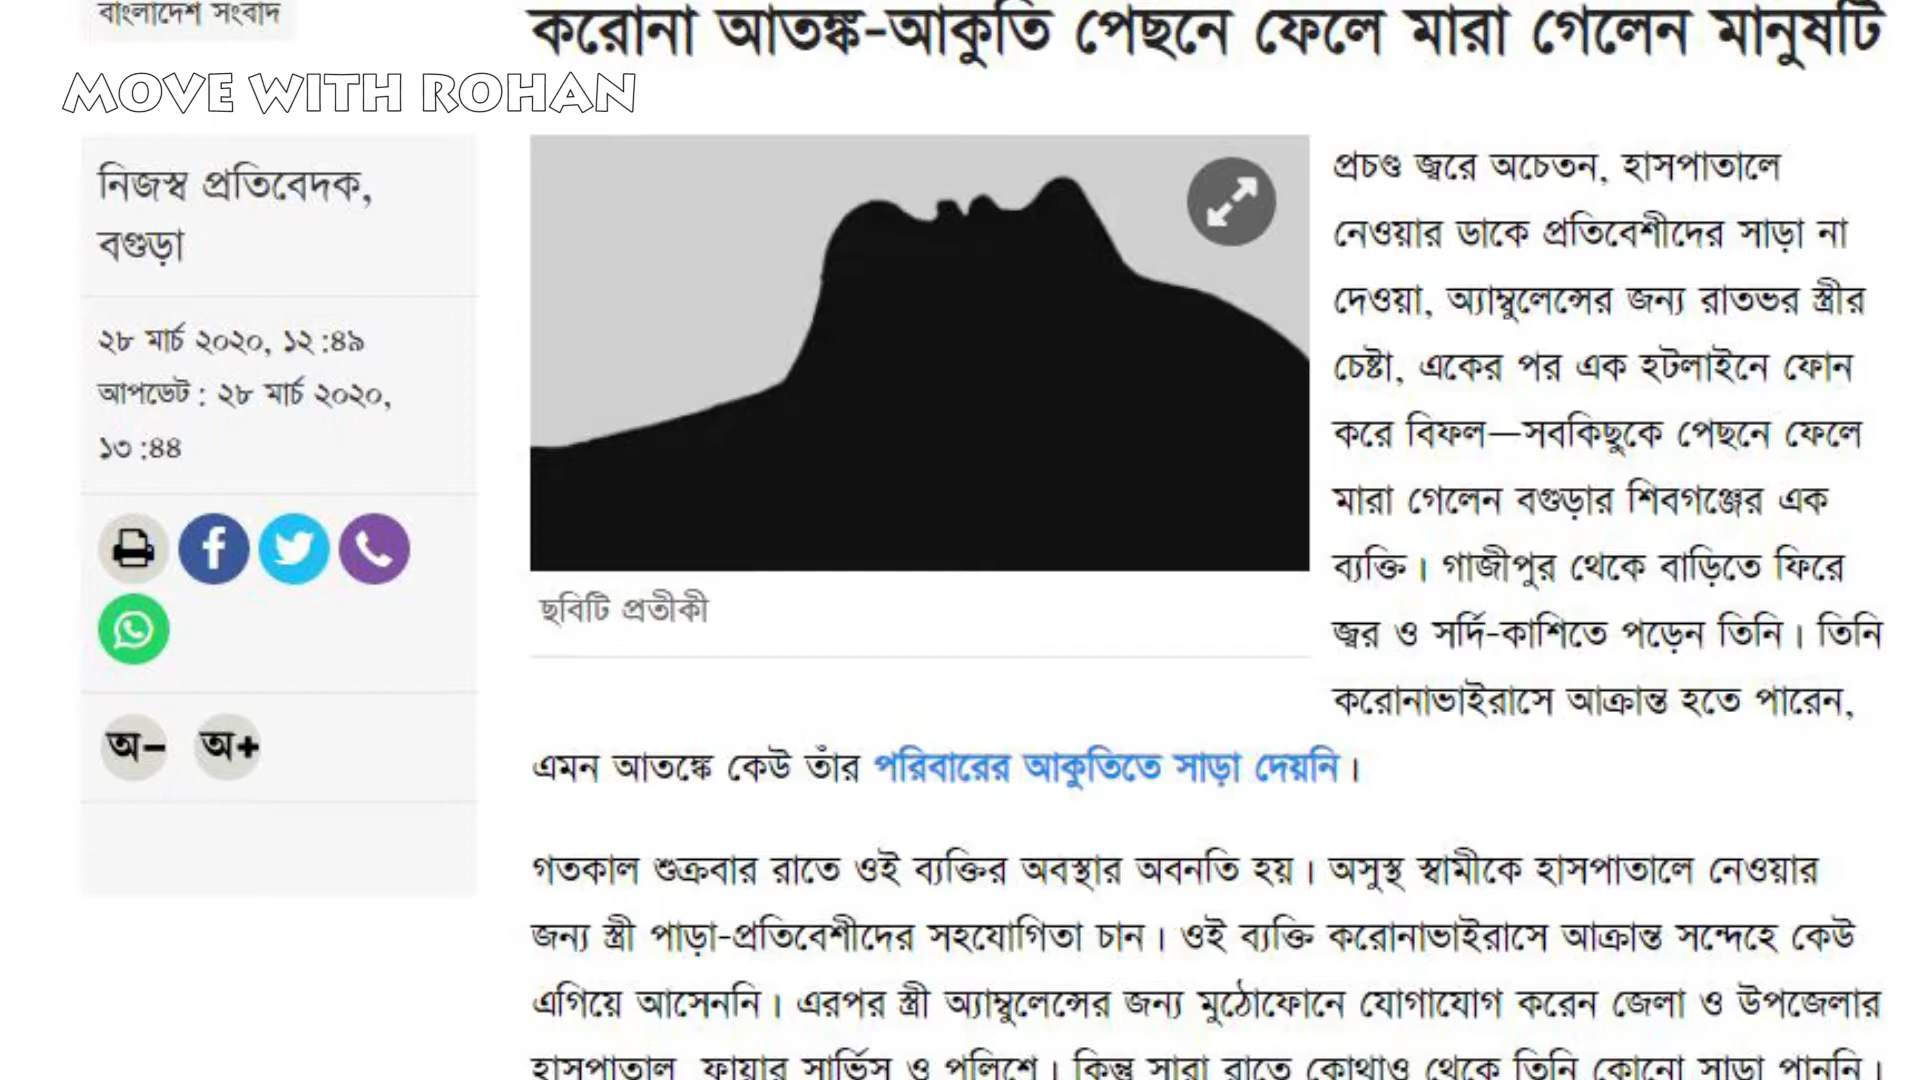 বাংলাদেশ সংবাদ
করোনা আতঙ্ক-আকুতি পেছনে ফেলে মারা গেলেন মানুষটি
MOVE WITH ROHAN
নিজস্ব প্রতিবেদক,
বগুড়া
২৮ মার্চ ২০২০, ১২:৪৯
আপডেট : ২৮ মার্চ ২০২০,
১৩:৪৪
অ–
অ+
ছবিটি প্রতীকী
প্রচণ্ড জ্বরে অচেতন, হাসপাতালে
নেওয়ার ডাকে প্রতিবেশীদের সাড়া না
দেওয়া, অ্যাম্বুলেন্সের জন্য রাতভর স্ত্রীর
চেষ্টা, একের পর এক হটলাইনে ফোন
করে বিফল—সবকিছুকে পেছনে ফেলে
মারা গেলেন বগুড়ার শিবগঞ্জের এক
ব্যক্তি। গাজীপুর থেকে বাড়িতে ফিরে
জ্বর ও সর্দি-কাশিতে পড়েন তিনি। তিনি
করোনাভাইরাসে আক্রান্ত হতে পারেন,
এমন আতঙ্কে কেউ তাঁর পরিবারের আকুতিতে সাড়া দেয়নি।
গতকাল শুক্রবার রাতে ওই ব্যক্তির অবস্থার অবনতি হয়। অসুস্থ স্বামীকে হাসপাতালে নেওয়ার
জন্য স্ত্রী পাড়া-প্রতিবেশীদের সহযোগিতা চান। ওই ব্যক্তি করোনাভাইরাসে আক্রান্ত সন্দেহে কেউ
এগিয়ে আসেননি। এরপর স্ত্রী অ্যাম্বুলেন্সের জন্য মুঠোফোনে যোগাযোগ করেন জেলা ও উপজেলার
হাসপাতাল, ফায়ার সার্ভিস ও পুলিশে। কিন্তু সারা রাতে কোথাও থেকে তিনি কোনো সাড়া পাননি।